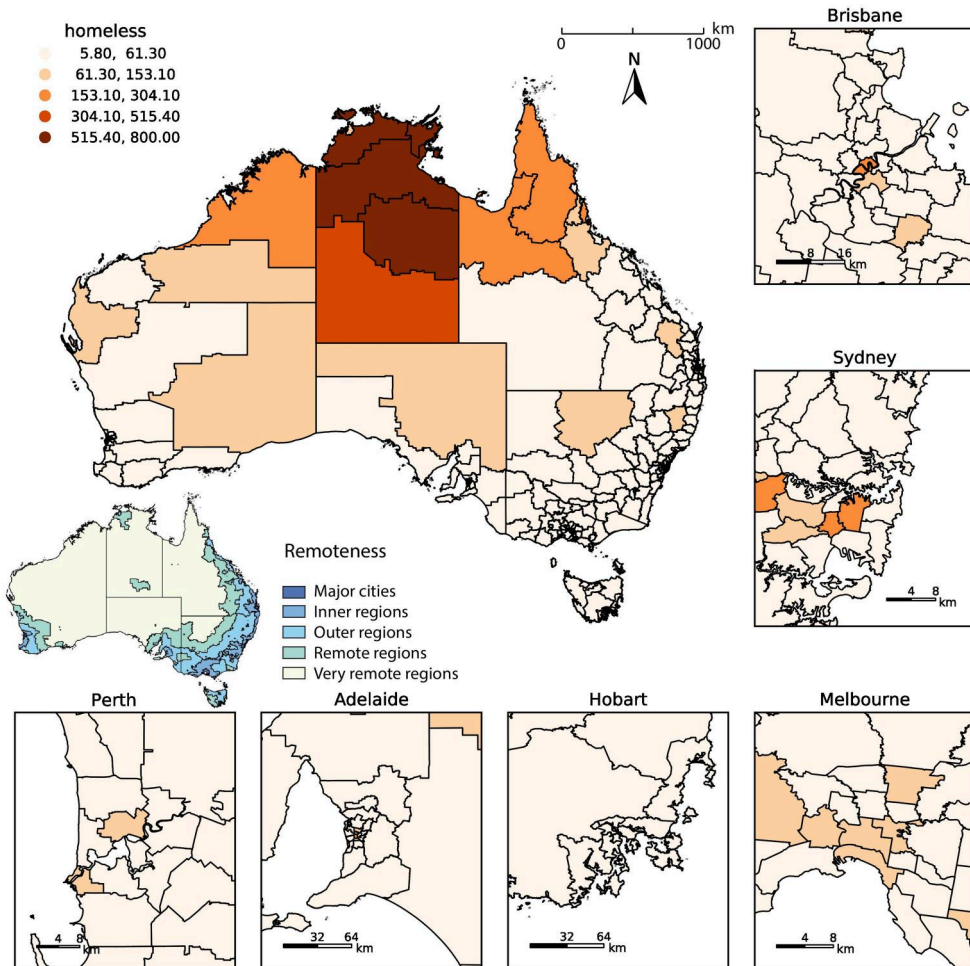 homeless
5.80, 61.30
61.30, 153.10
153.10, 304.10
304.10, 515.40
515.40, 800.00
km
0 1000
N
Brisbane
8 16
km
Sydney
4 8
km
Remoteness
Major cities
Inner regions
Outer regions
Remote regions
Very remote regions
Perth
4 8
km
Adelaide
32 64
km
Hobart
32 64
km
Melbourne
4 8
km